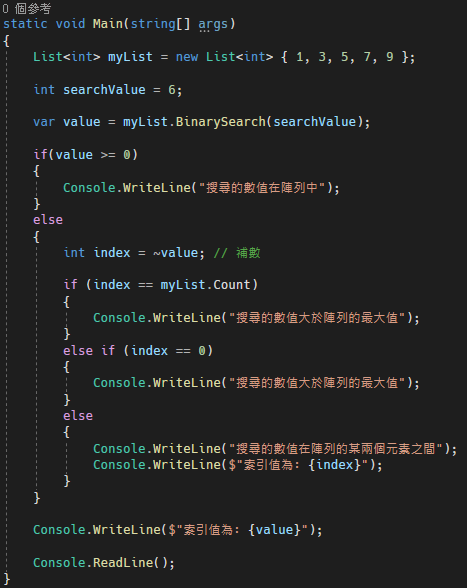 0 個參考
static void Main(string[] args)
{
List<int> myList = new List<int> { 1, 3, 5, 7, 9 };
int searchValue = 6;
var value = myList.BinarySearch(searchValue);
if(value >= 0)
{
Console.WriteLine("搜尋的數值在陣列中");
}
else
{
int index = ~value; // 補數
if (index == myList.Count)
{
Console.WriteLine("搜尋的數值大於陣列的最大值");
}
else if (index == 0)
{
Console.WriteLine("搜尋的數值大於陣列的最大值");
}
else
{
Console.WriteLine("搜尋的數值在陣列的某兩個元素之間");
Console.WriteLine($"索引值為: {index}");
}
}
Console.WriteLine($"索引值為: {value}");
Console.ReadLine();
}